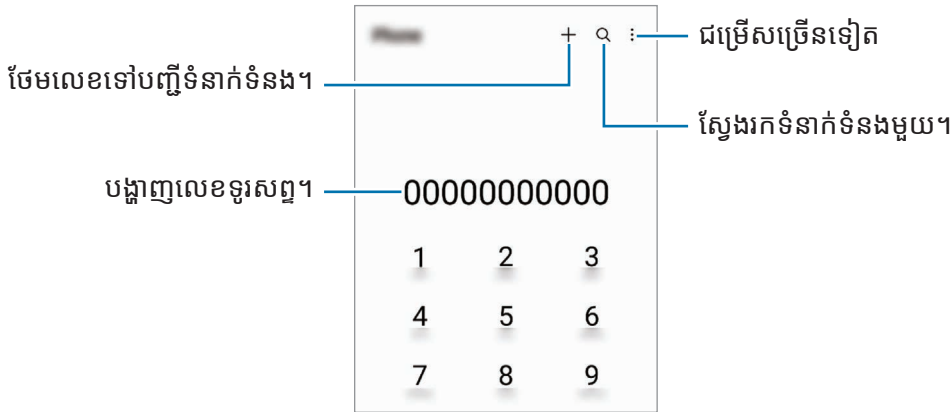 + ជម្រើសច្រើនទៀត
ថែមលេខទៅបញ្ជីទំនាក់ទំនង។
ស្វែងរកទំនាក់ទំនងមួយ។
បង្ហាញលេខទូរសព្ទ។ 00000000000
1 2 3
4 5 6
7 8 9